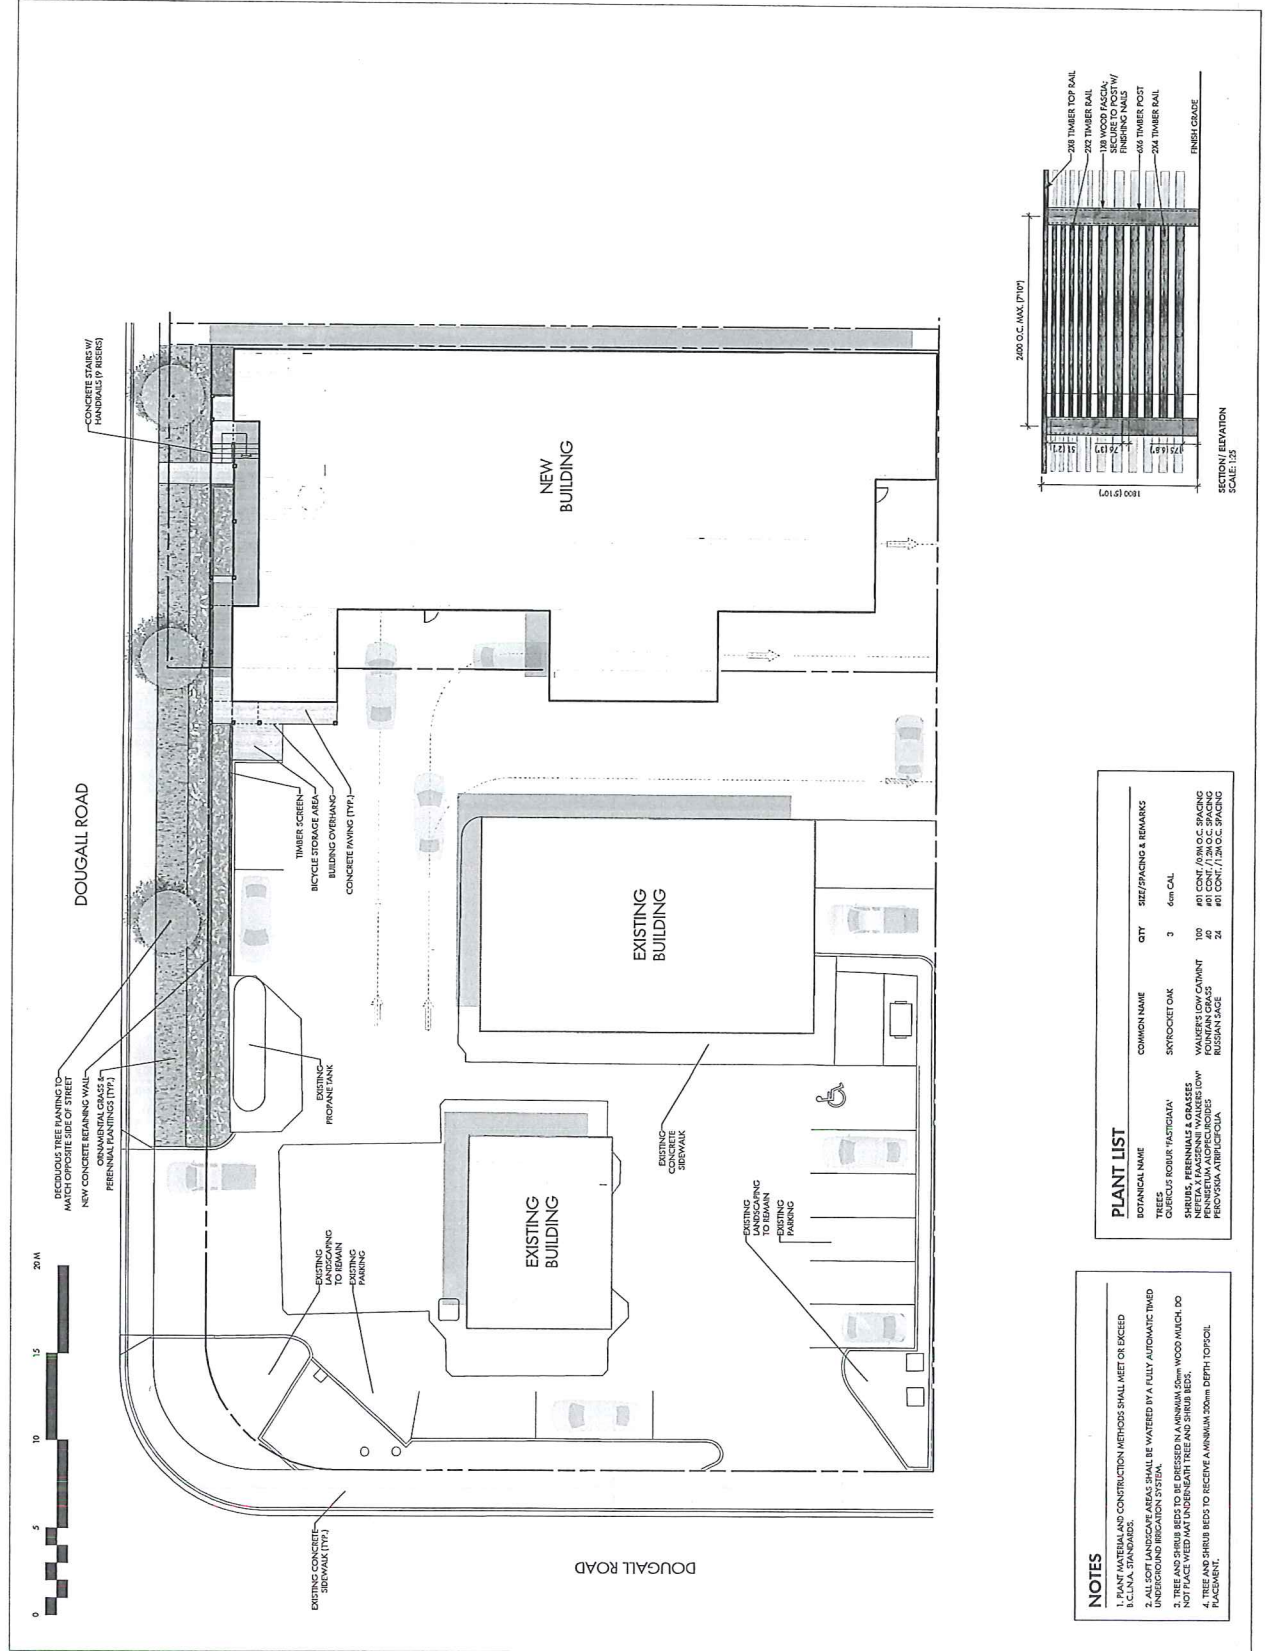 DOUGALL ROAD
0 5 10 15 20 M
DECIDUOUS TREE PLANTING TO
MATCH OPPOSITE SIDE OF STREET
NEW CONCRETE RETAINING WALL
ORNAMENTAL GRASS &
PERENNIAL PLANTINGS (TYP.)
CONCRETE STAIRS W/
HANDRAILS (9 RISERS)
TIMBER SCREEN
BICYCLE STORAGE AREA
BUILDING OVERHANG
CONCRETE PAVING (TYP.)
EXISTING
PROPANE TANK
EXISTING
LANDSCAPING
TO REMAIN
EXISTING
PARKING
EXISTING CONCRETE
SIDEWALK (TYP.)
NEW
BUILDING
EXISTING
BUILDING
EXISTING
BUILDING
EXISTING
CONCRETE
SIDEWALK
EXISTING
LANDSCAPING
TO REMAIN
EXISTING
PARKING
DOUGALL ROAD
2400 O.C. MAX. (7'10")
1800 (5'10")
51 (2")
76 (3")
175 (6.8")
2X8 TIMBER TOP RAIL
2X2 TIMBER RAIL
1X8 WOOD FASCIA;
SECURE TO POST W/
FINISHING NAILS
6X6 TIMBER POST
2X4 TIMBER RAIL
FINISH GRADE
SECTION/ ELEVATION
SCALE: 1:25
NOTES
1. PLANT MATERIAL AND CONSTRUCTION METHODS SHALL MEET OR EXCEED
B.C.L.N.A. STANDARDS.
2. ALL SOFT LANDSCAPE AREAS SHALL BE WATERED BY A FULLY AUTOMATIC TIMED
UNDERGROUND IRRIGATION SYSTEM.
3. TREE AND SHRUB BEDS TO BE DRESSED IN A MINIMUM 50mm WOOD MULCH. DO
NOT PLACE WEED MAT UNDERNEATH TREE AND SHRUB BEDS.
4. TREE AND SHRUB BEDS TO RECEIVE A MINIMUM 300mm DEPTH TOPSOIL
PLACEMENT.
PLANT LIST
BOTANICAL NAME COMMON NAME QTY SIZE/SPACING & REMARKS
TREES
QUERCUS ROBUR 'FASTIGIATA' SKYROCKET OAK 3 6cm CAL
SHRUBS, PERENNIALS & GRASSES
NEPETA X FAASSENNII 'WALKERS LOW' WALKER'S LOW CATMINT 100 #01 CONT. /0.9M O.C. SPACING
PENNISETUM ALOPECUROIDES FOUNTAIN GRASS 40 #01 CONT. /1.2M O.C. SPACING
PEROVSKIA ATRIPLICIFOLIA RUSSIAN SAGE 24 #01 CONT. /1.2M O.C. SPACING